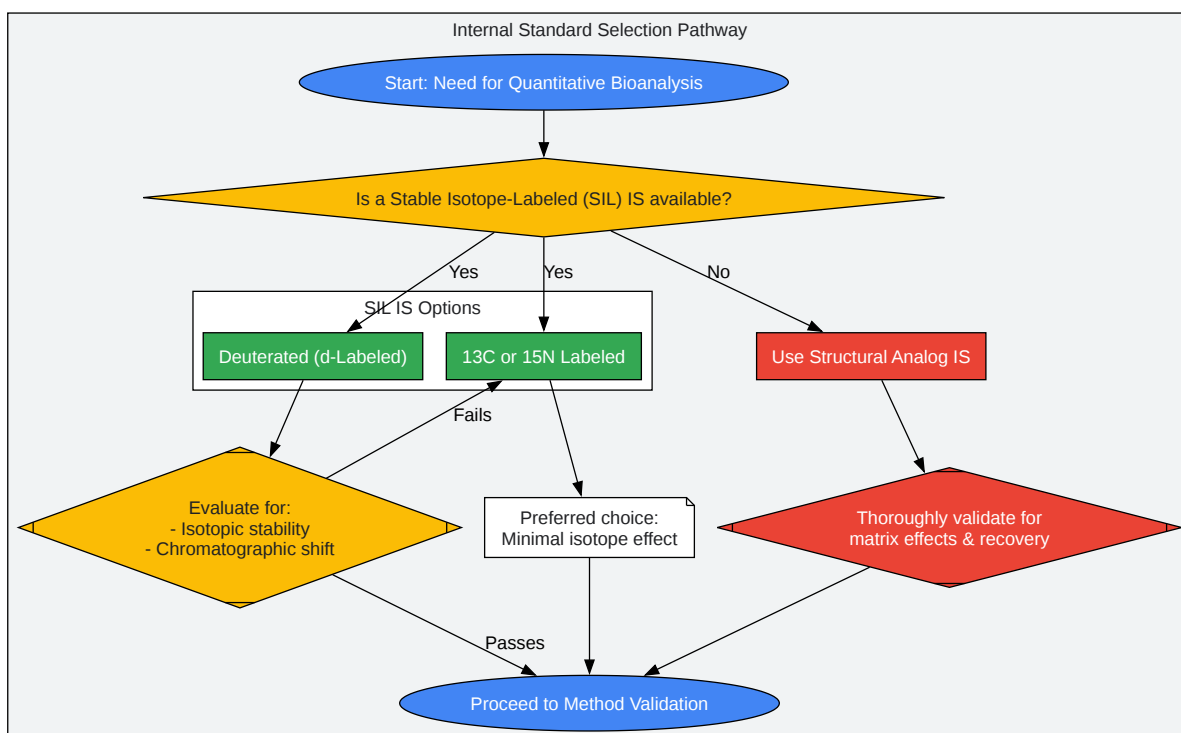 Internal Standard Selection Pathway
Start: Need for Quantitative Bioanalysis
Is a Stable Isotope-Labeled (SIL) IS available?
Yes
Yes
No
SIL IS Options
Deuterated (d-Labeled)
13C or 15N Labeled
Use Structural Analog IS
Fails
Evaluate for:
- Isotopic stability
- Chromatographic shift
Preferred choice:
Minimal isotope effect
Thoroughly validate for
matrix effects & recovery
Passes
Proceed to Method Validation